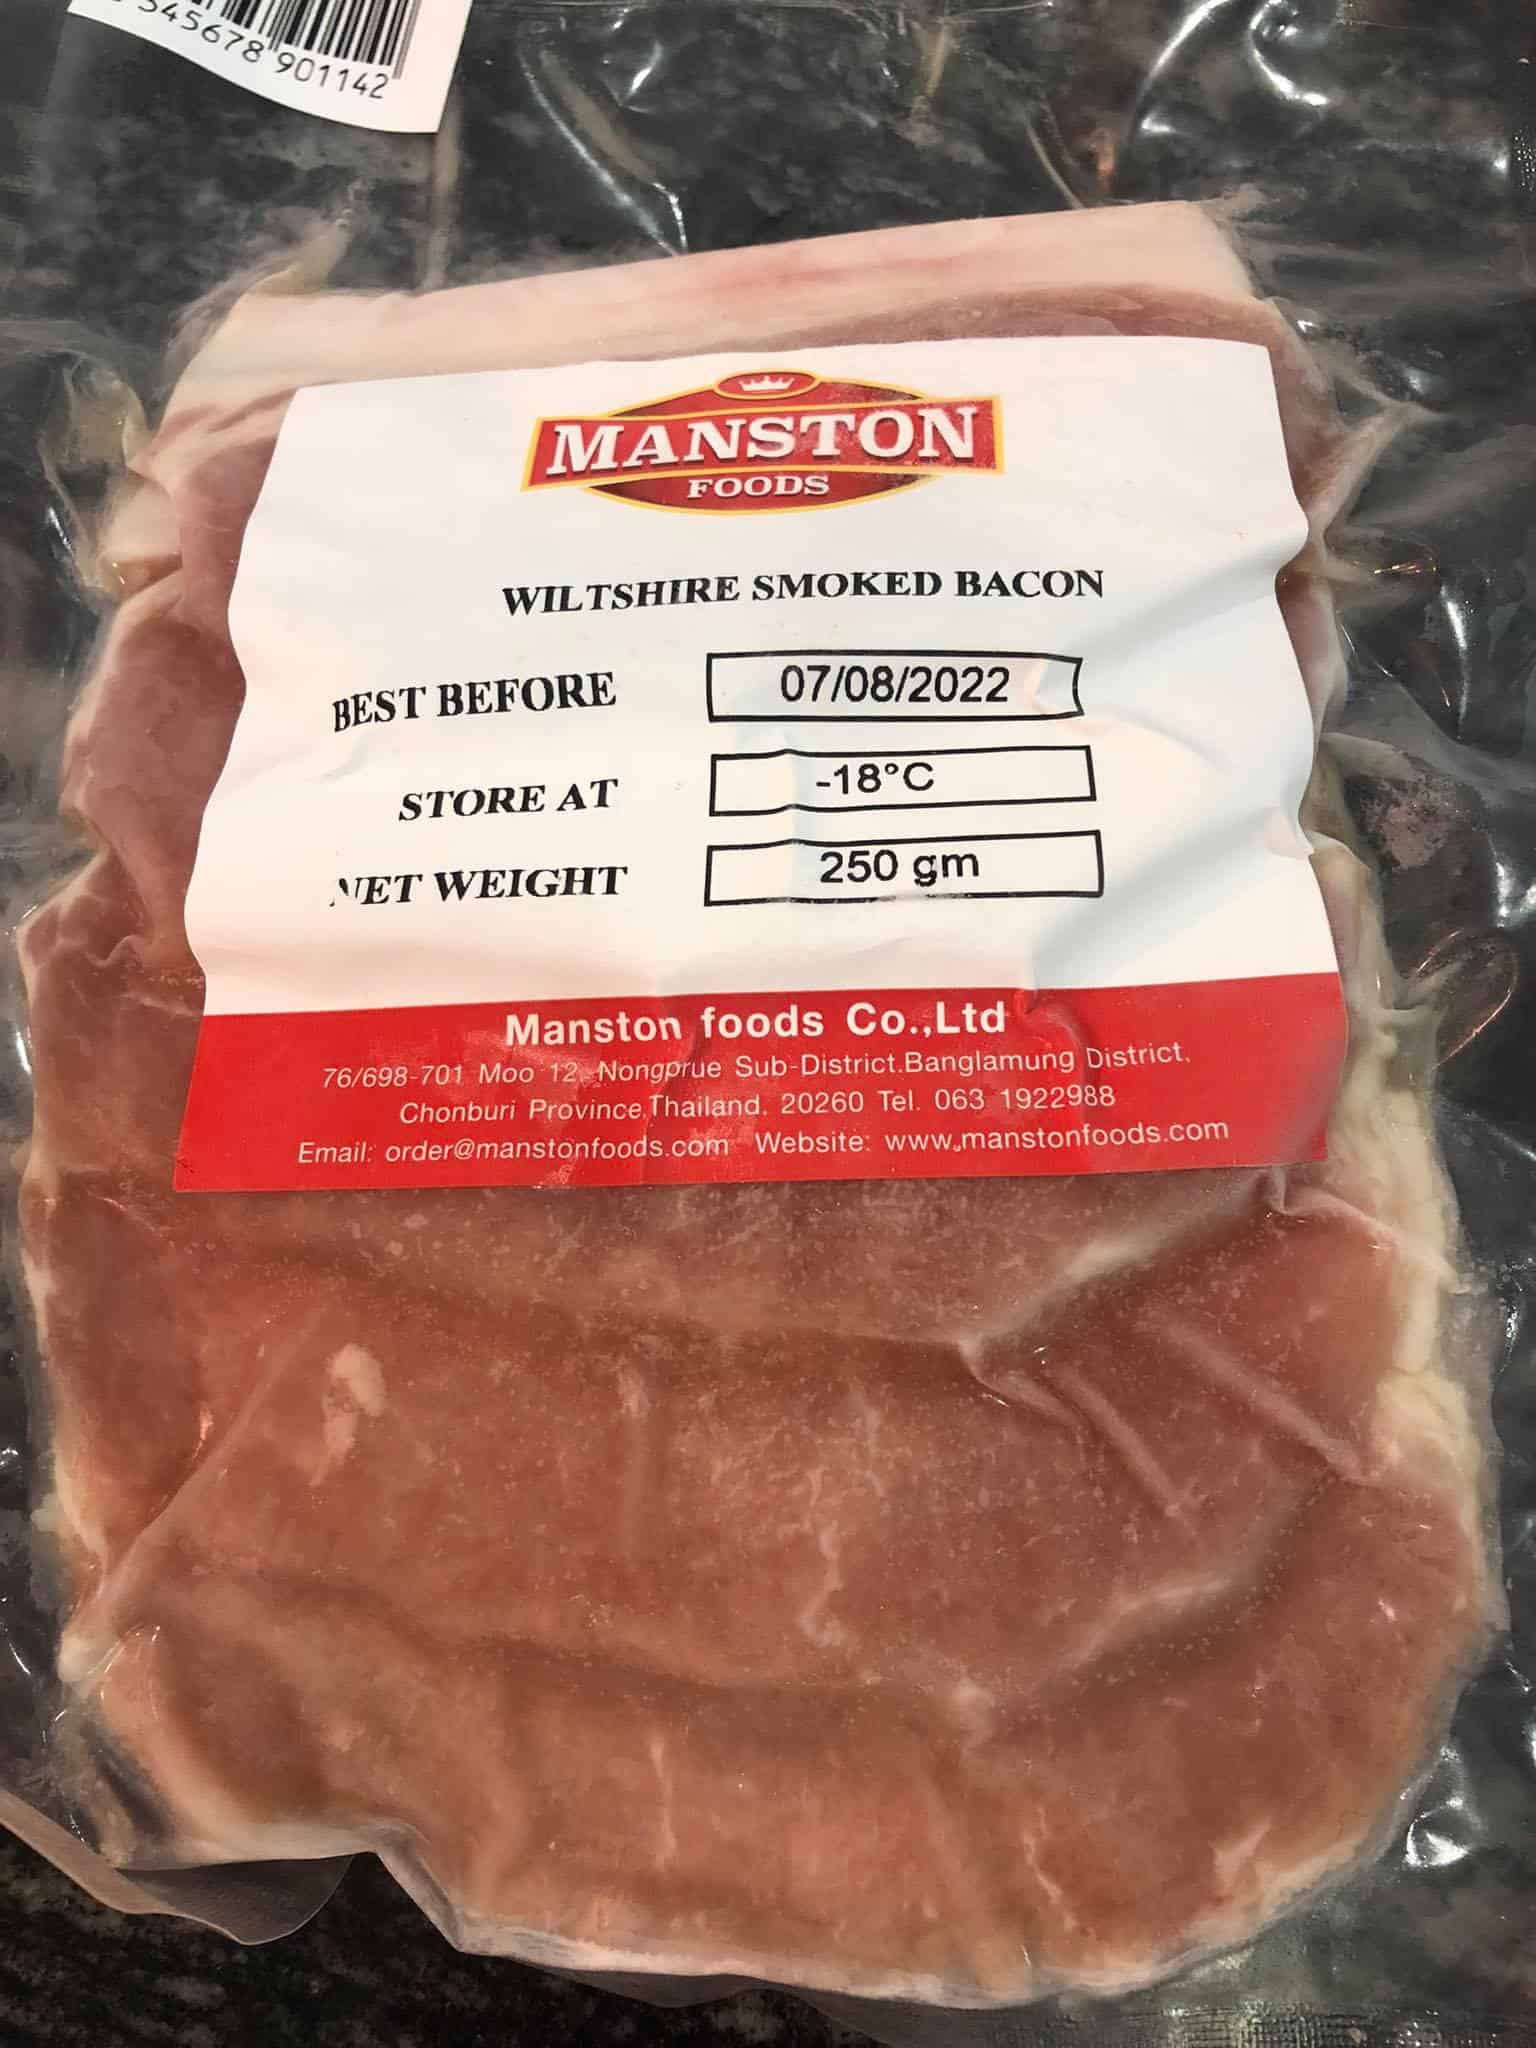 545678 901142
MANSTON
FOODS
WILTSHIRE SMOKED BACON
BEST BEFORE 07/08/2022
STORE AT -18°C
NET WEIGHT 250 gm
Manston foods Co.,Ltd
76/698-701 Moo 12, Nongprue Sub-District.Banglamung District,
Chonburi Province,Thailand. 20260 Tel. 063 1922988
Email: order@manstonfoods.com Website: www.manstonfoods.com